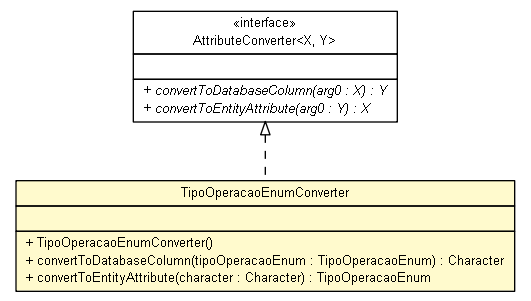 «interface»
AttributeConverter<X, Y>
+ convertToDatabaseColumn(arg0 : X) : Y
+ convertToEntityAttribute(arg0 : Y) : X
TipoOperacaoEnumConverter
+ TipoOperacaoEnumConverter()
+ convertToDatabaseColumn(tipoOperacaoEnum : TipoOperacaoEnum) : Character
+ convertToEntityAttribute(character : Character) : TipoOperacaoEnum